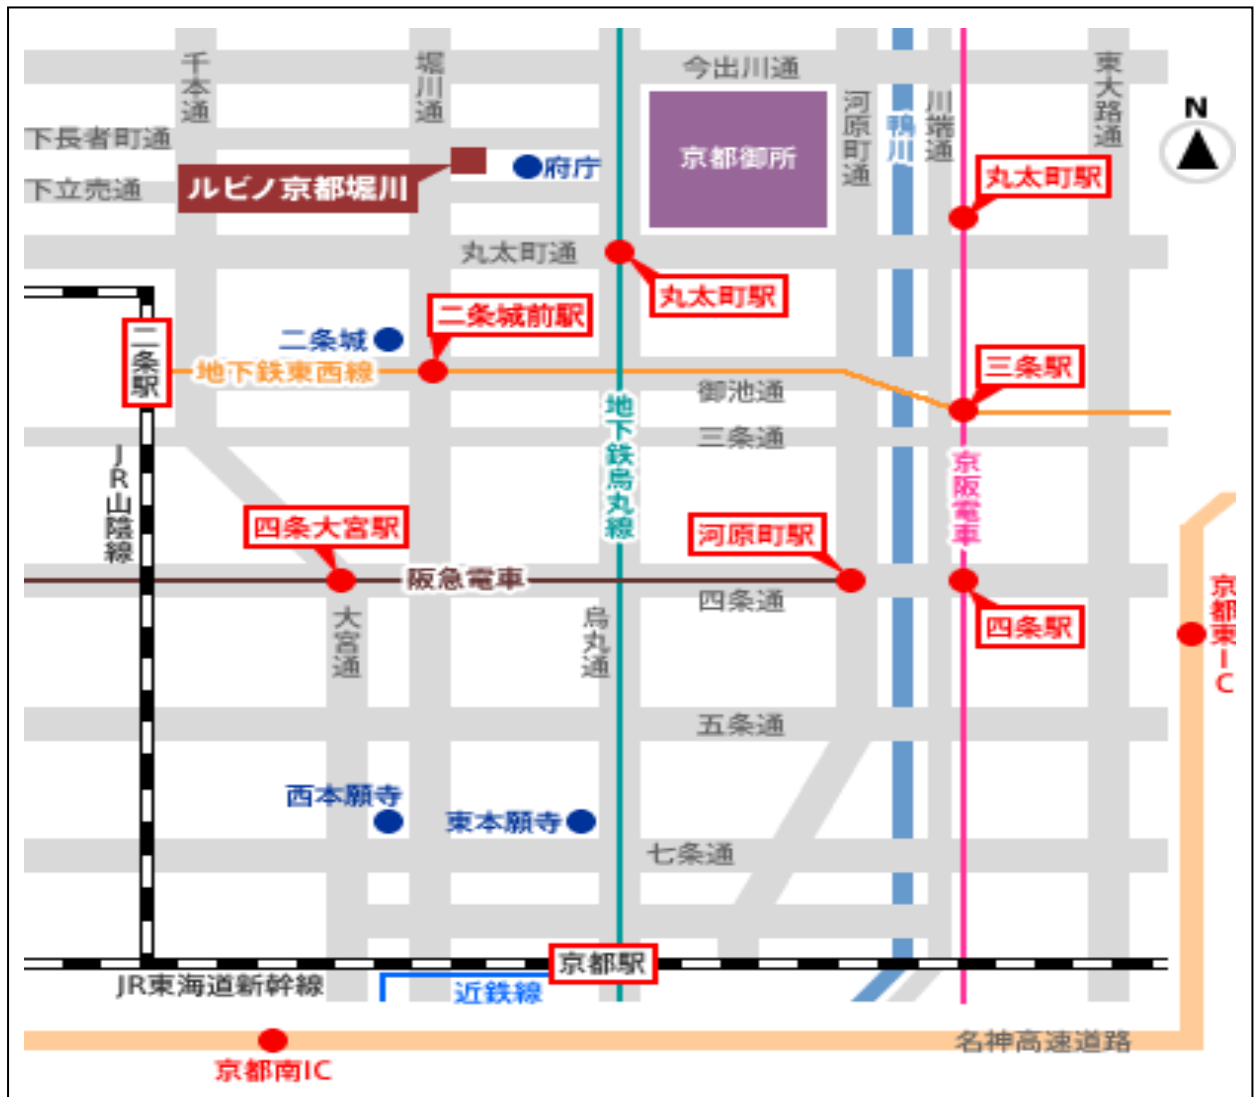 千本通
堀川通
今出川通
東大路通
河原町通
鴨川
川端通
N
下長者町通
府庁
京都御所
下立売通
ルビノ京都堀川
丸太町駅
丸太町通
丸太町駅
二条城前駅
二条城
二条駅
地下鉄東西線
三条駅
御池通
地下鉄烏丸線
三条通
JR山陰線
京阪電車
四条大宮駅
河原町駅
阪急電車
四条通
四条駅
京都東IC
大宮通
烏丸通
五条通
西本願寺
東本願寺
七条通
京都駅
JR東海道新幹線
近鉄線
名神高速道路
京都南IC